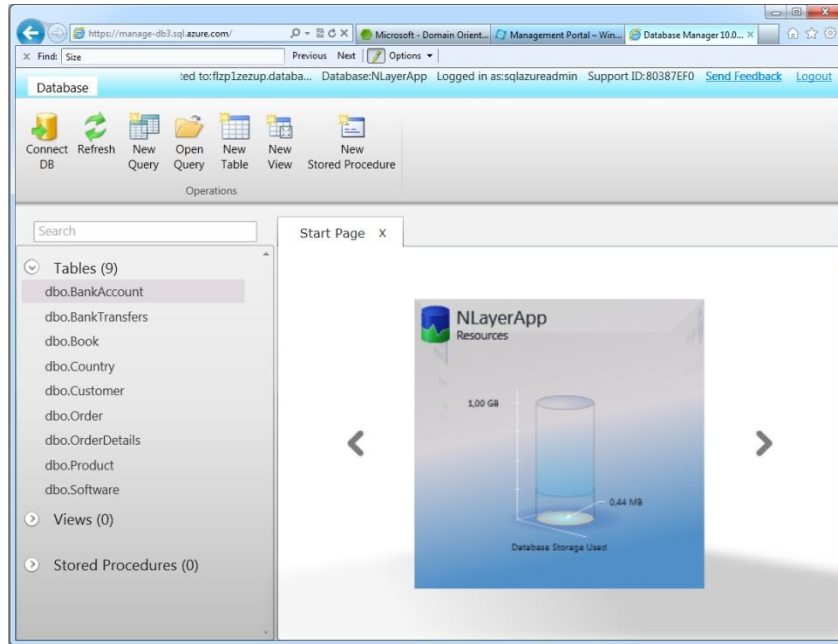 https://manage-db3.sql.azure.com/
Microsoft - Domain Orient...
Management Portal – Win...
Database Manager 10.0...
x Find: Size Previous Next Options
Database
ted to:flzp1zezup.databa... Database:NLayerApp Logged in as:sqlazureadmin Support ID:80387EF0 Send Feedback Logout
Connect DB
Refresh
New Query
Open Query
New Table
New View
New Stored Procedure
Operations
Search
Start Page X
Tables (9)
dbo.BankAccount
dbo.BankTransfers
dbo.Book
dbo.Country
dbo.Customer
dbo.Order
dbo.OrderDetails
dbo.Product
dbo.Software
Views (0)
Stored Procedures (0)
NLayerApp
Resources
1,00 GB
0,44 MB
Database Storage Used